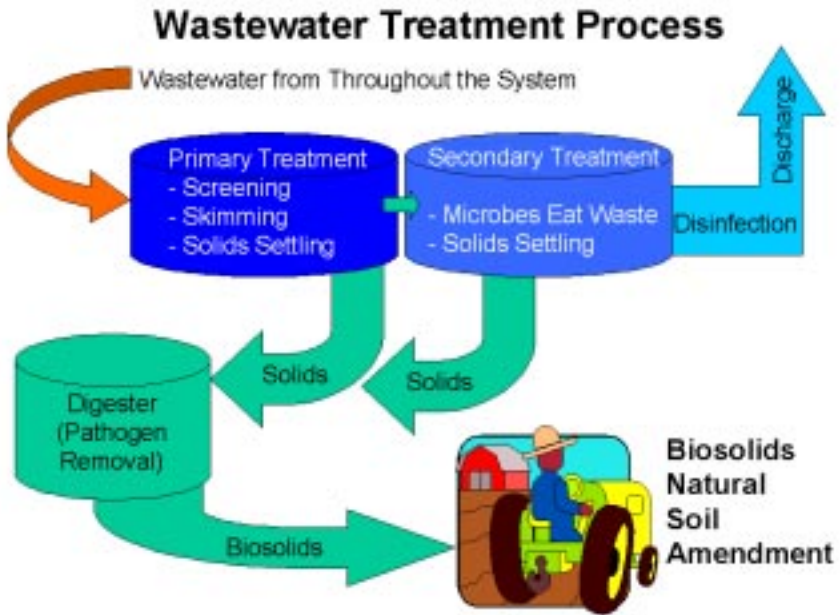 Wastewater Treatment Process
Wastewater from Throughout the System
Primary Treatment
- Screening
- Skimming
- Solids Settling
Secondary Treatment
- Microbes Eat Waste
- Solids Settling
Disinfection
Discharge
Solids
Solids
Digester
(Pathogen
Removal)
Biosolids
Biosolids
Natural
Soil
Amendment